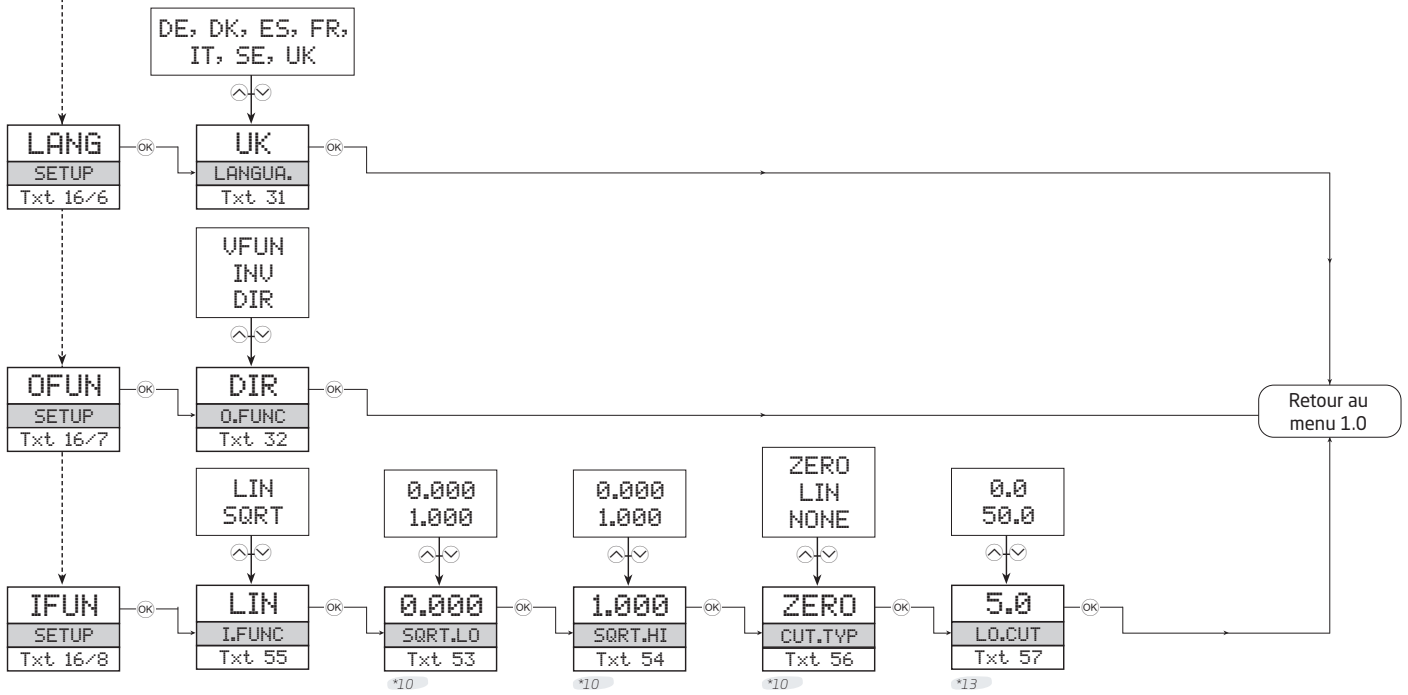 DE, DK, ES, FR,
IT, SE, UK
LANG
SETUP
Txt 16/6
OK
UK
LANGUA.
Txt 31
OK
VFUN
INV
DIR
OFUN
SETUP
Txt 16/7
OK
DIR
O.FUNC
Txt 32
OK
Retour au
menu 1.0
LIN
SQRT
0.000
1.000
0.000
1.000
ZERO
LIN
NONE
0.0
50.0
IFUN
SETUP
Txt 16/8
OK
LIN
I.FUNC
Txt 55
OK
0.000
SQRT.LO
Txt 53
*10
OK
1.000
SQRT.HI
Txt 54
*10
OK
ZERO
CUT.TYP
Txt 56
*10
OK
5.0
LO.CUT
Txt 57
*13
OK